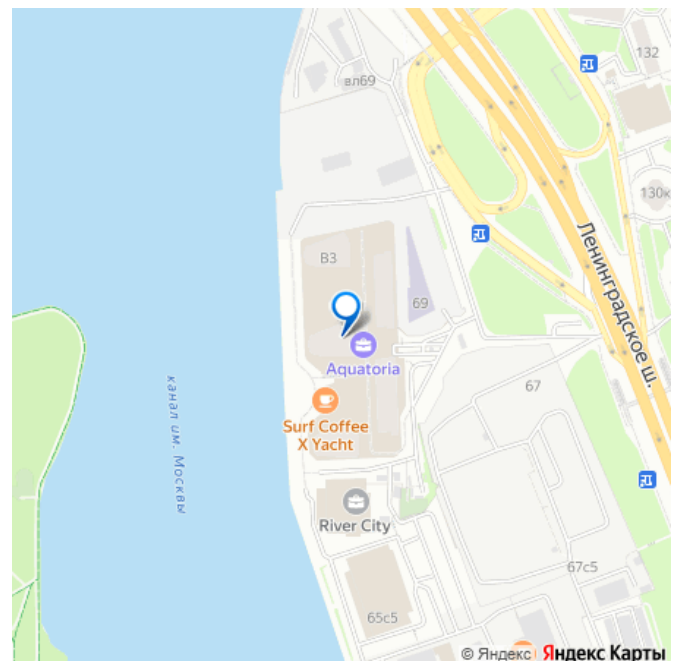 132
вл69
130к
В3
69
Ленинградское ш.
Aquatoria
67
канал им. Москвы
Surf Coffee
X Yacht
River City
67с5
65с5
© Яндекс Яндекс Карты